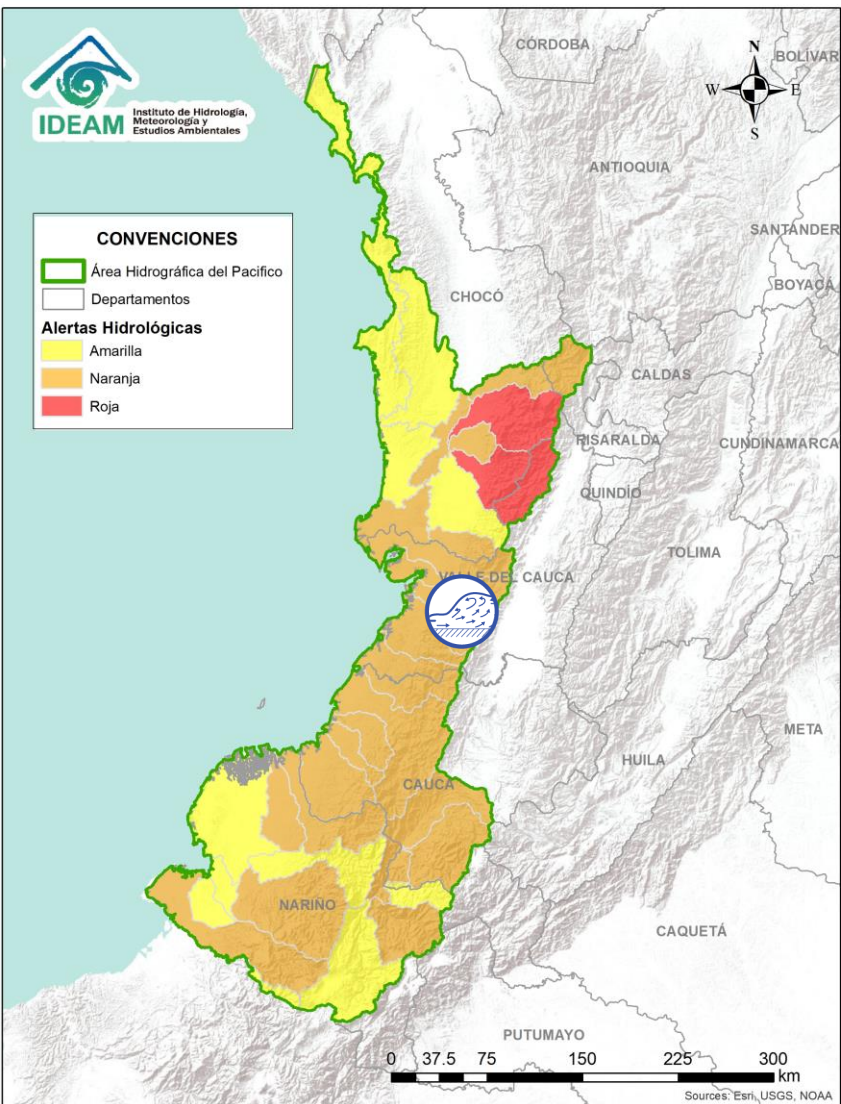 IDEAM
Instituto de Hidrología,
Meteorología y
Estudios Ambientales
CÓRDOBA
BOLÍVAR
N
W
E
S
ANTIOQUIA
SANTANDER
BOYACÁ
CONVENCIONES
Área Hidrográfica del Pacifico
Departamentos
Alertas Hidrológicas
Amarilla
Naranja
Roja
CHOCÓ
CALDAS
RISARALDA
CUNDINAMARCA
QUINDÍO
TOLIMA
VALLE DEL CAUCA
META
HUILA
CAUCA
NARIÑO
CAQUETÁ
PUTUMAYO
0 37.5 75 150 225 300
km
Sources: Esri, USGS, NOAA